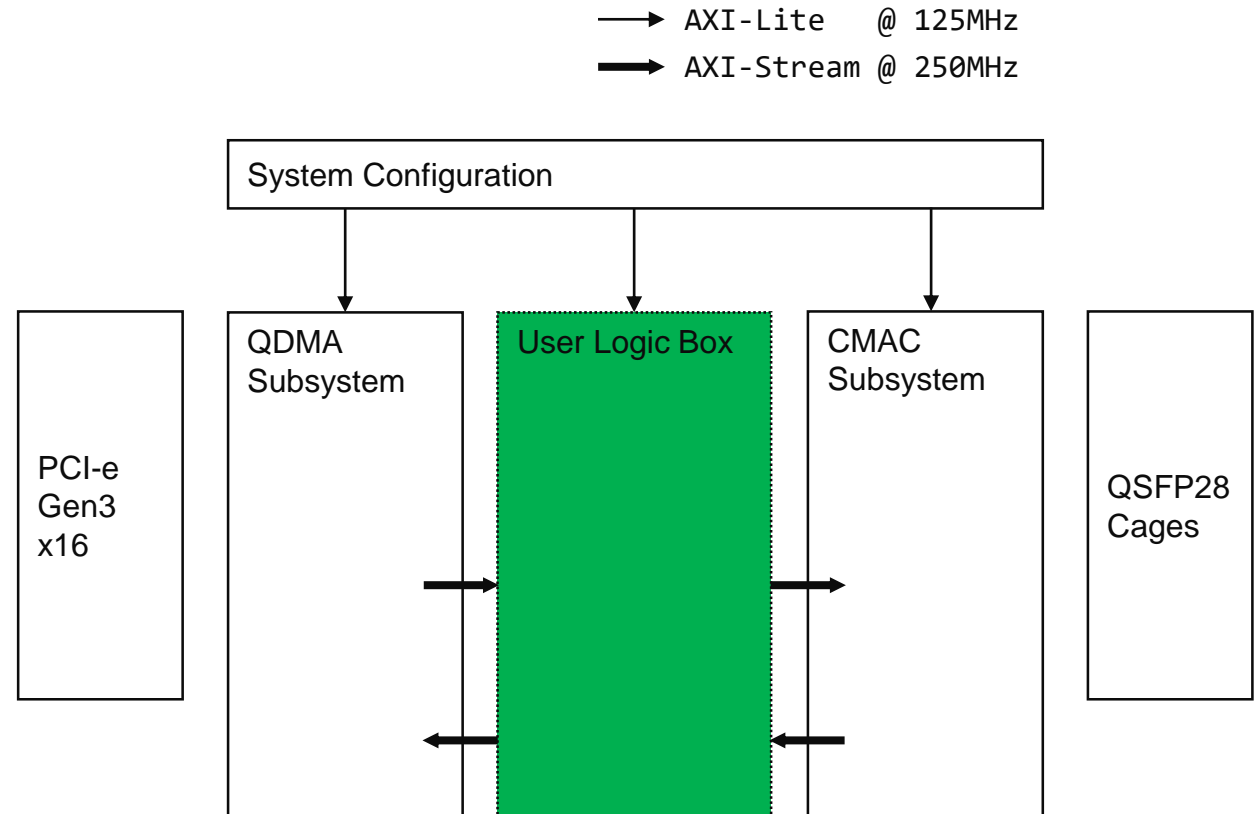 AXI-Lite   @ 125MHz
AXI-Stream @ 250MHz
System Configuration
QDMA
Subsystem
User Logic Box
CMAC
Subsystem
PCI-e
Gen3
x16
QSFP28
Cages